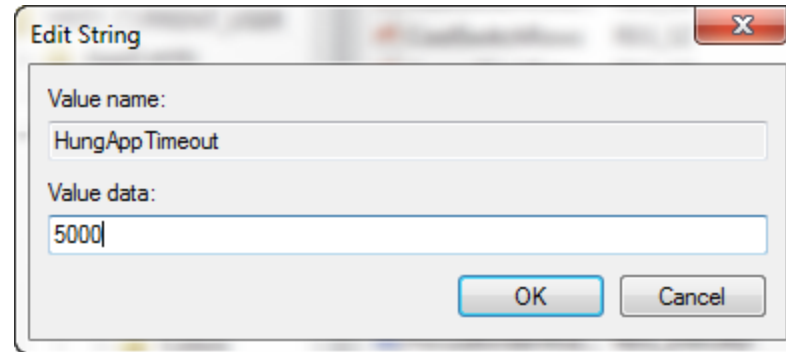 Edit String
Value name:
HungAppTimeout
Value data:
5000
OK
Cancel